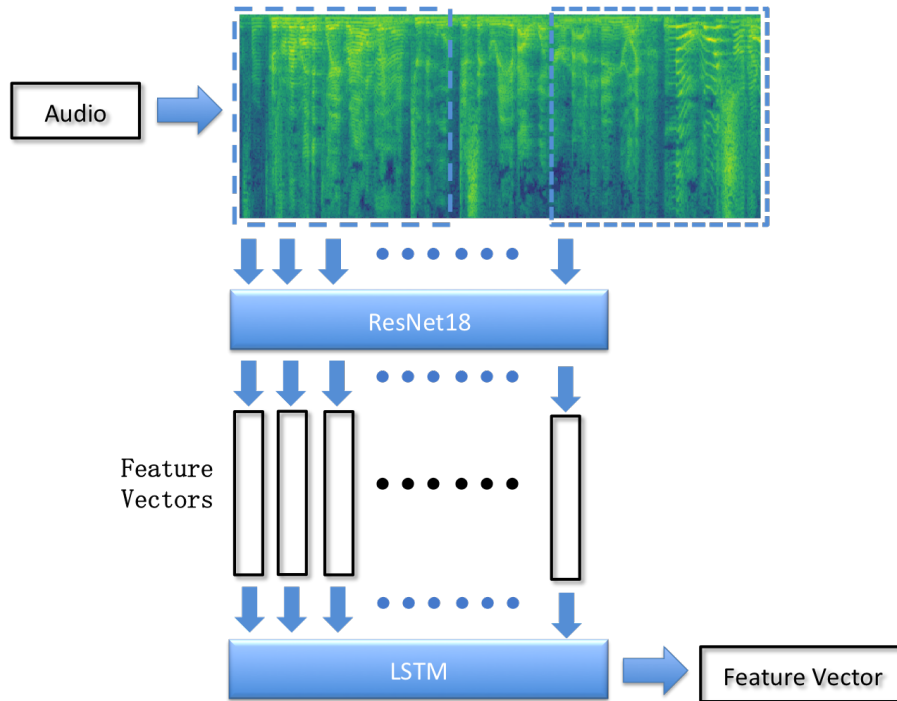 Audio
ResNet18
Feature
Vectors
LSTM
Feature Vector